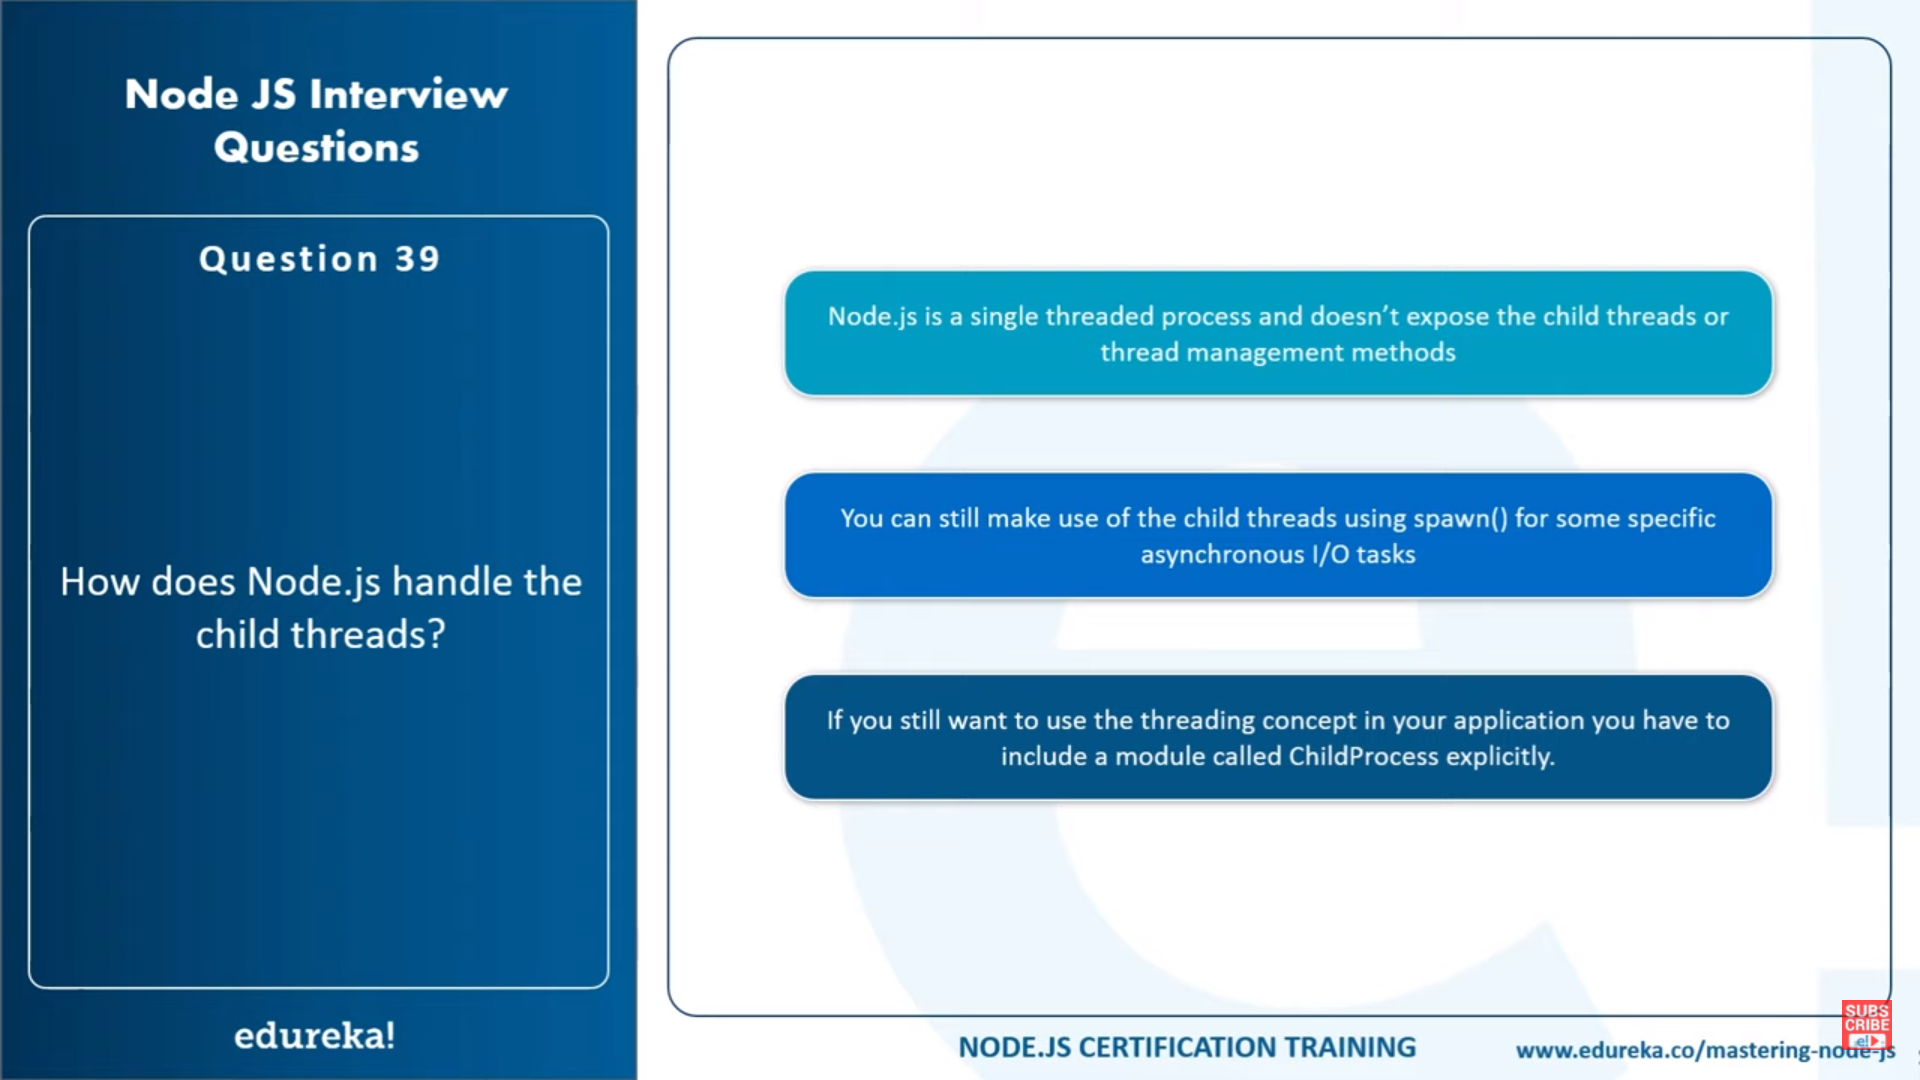 Node JS Interview
Questions
Question 39
How does Node.js handle the
child threads?
edureka!
Node.js is a single threaded process and doesn’t expose the child threads or
thread management methods
You can still make use of the child threads using spawn() for some specific
asynchronous I/O tasks
If you still want to use the threading concept in your application you have to
include a module called ChildProcess explicitly.
NODE.JS CERTIFICATION TRAINING
www.edureka.co/mastering-node-js
SUBS
CRIBE
e!